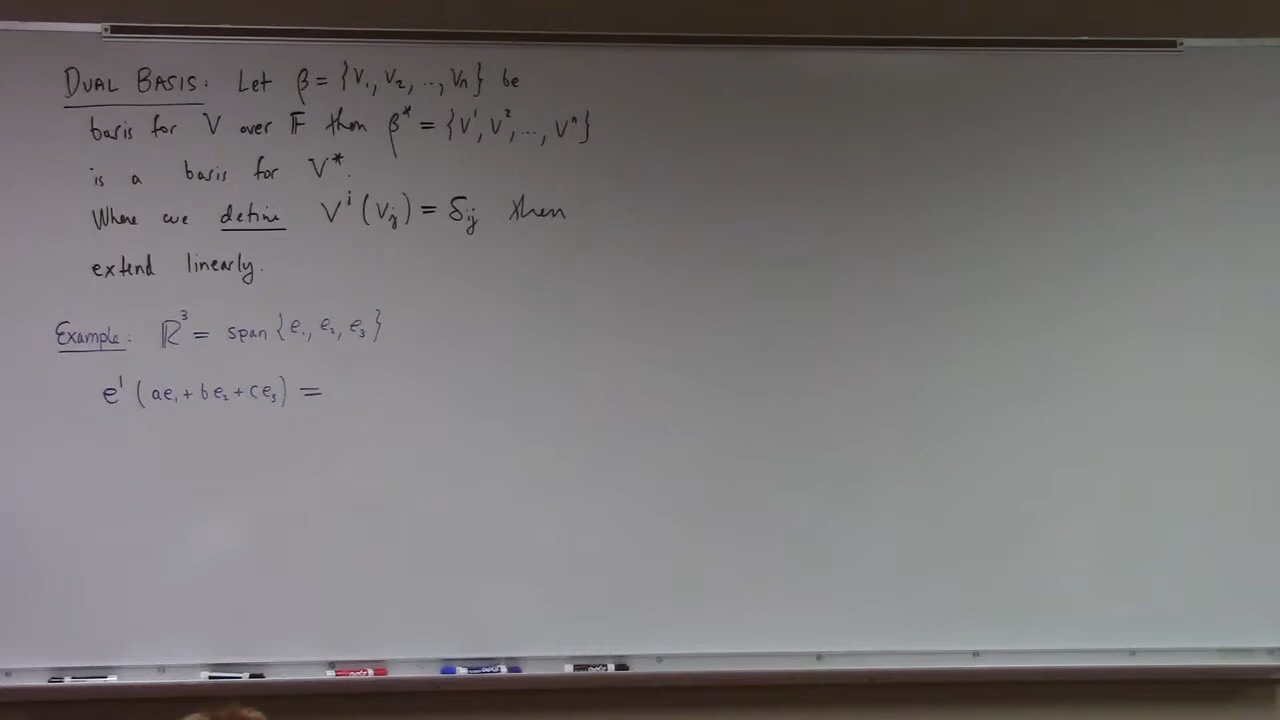 DUAL BASIS: Let β = {v₁, v₂, .., vₙ} be
basis for V over 𝔽 then β* = {v¹, v², ..., vⁿ}
is a basis for V*.
Where we define vⁱ(vⱼ) = δᵢⱼ then
extend linearly.
Example: ℝ³ = span {e₁, e₂, e₃}
e¹ (ae₁ + be₂ + ce₃) =